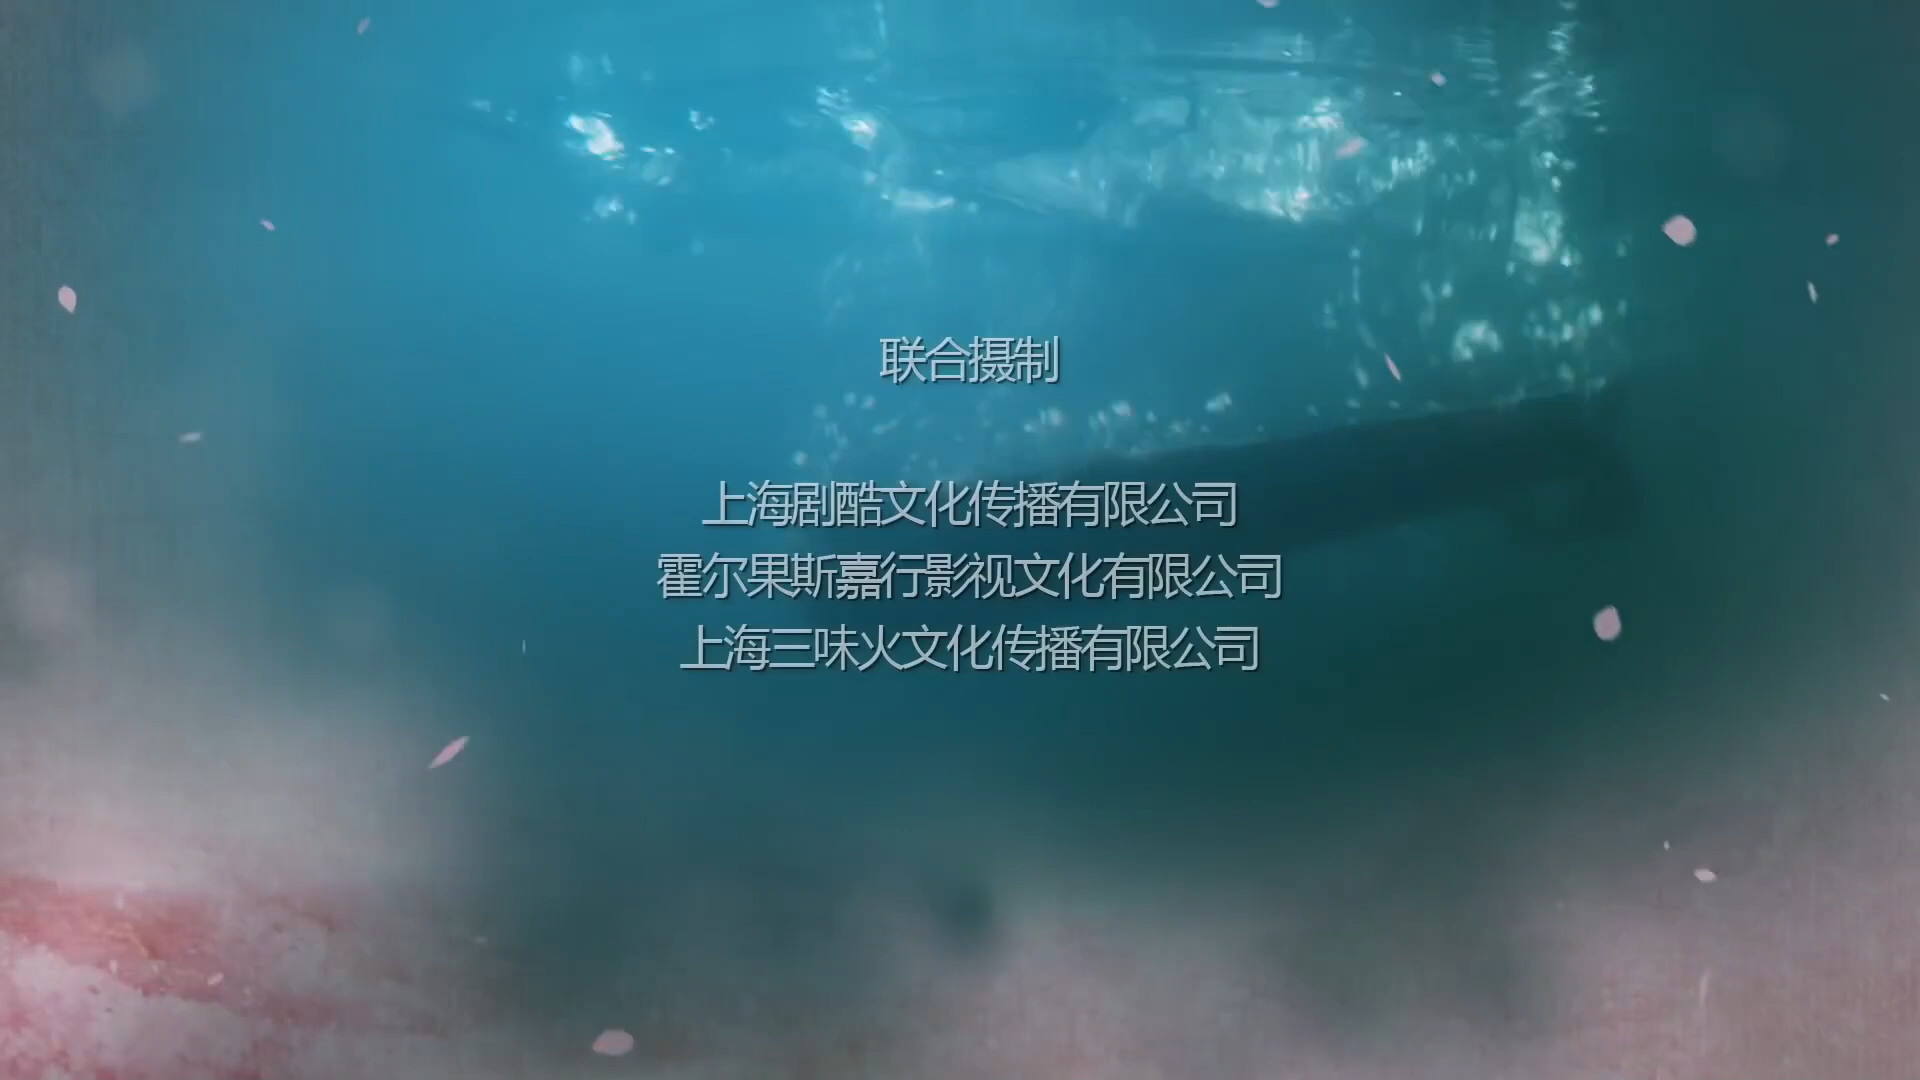 联合摄制
上海剧酷文化传播有限公司
霍尔果斯嘉行影视文化有限公司
上海三味火文化传播有限公司